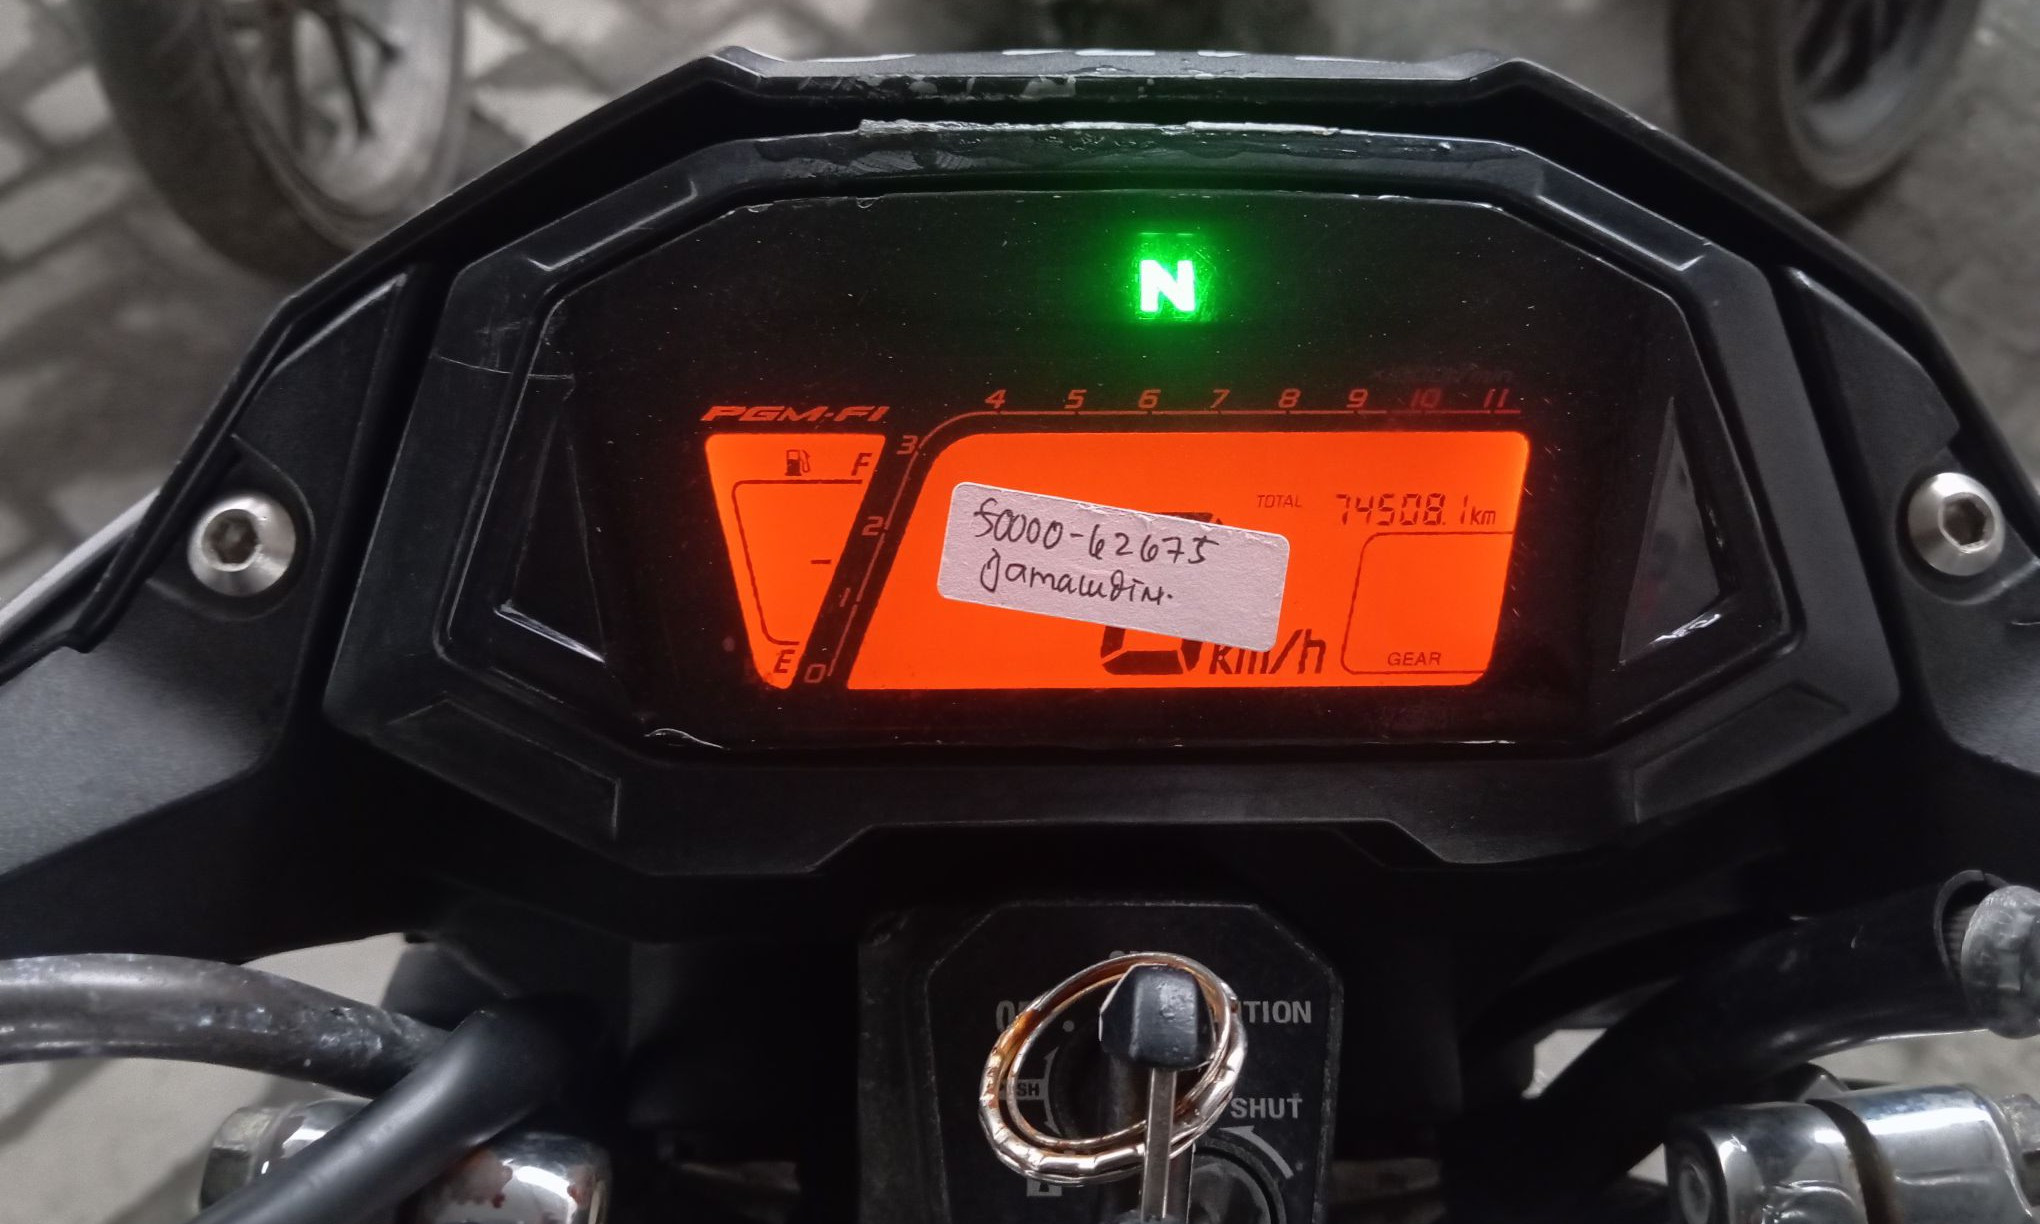 N
4 5 6 7 8 9 10 11
PGM-FI
3
F
TOTAL 74508.1km
50000-62675
Jamaludin.
2
1
km/h
GEAR
E
0
SHUT